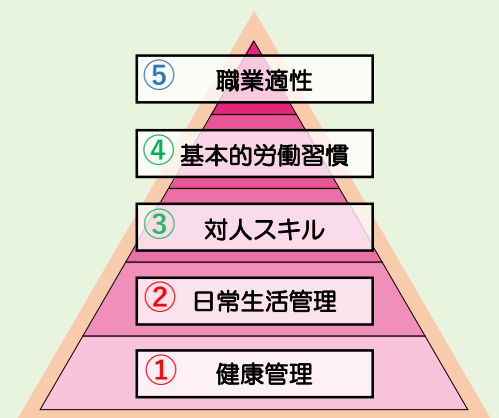 ⑤ 職業適性
④ 基本的労働習慣
③ 対人スキル
② 日常生活管理
① 健康管理